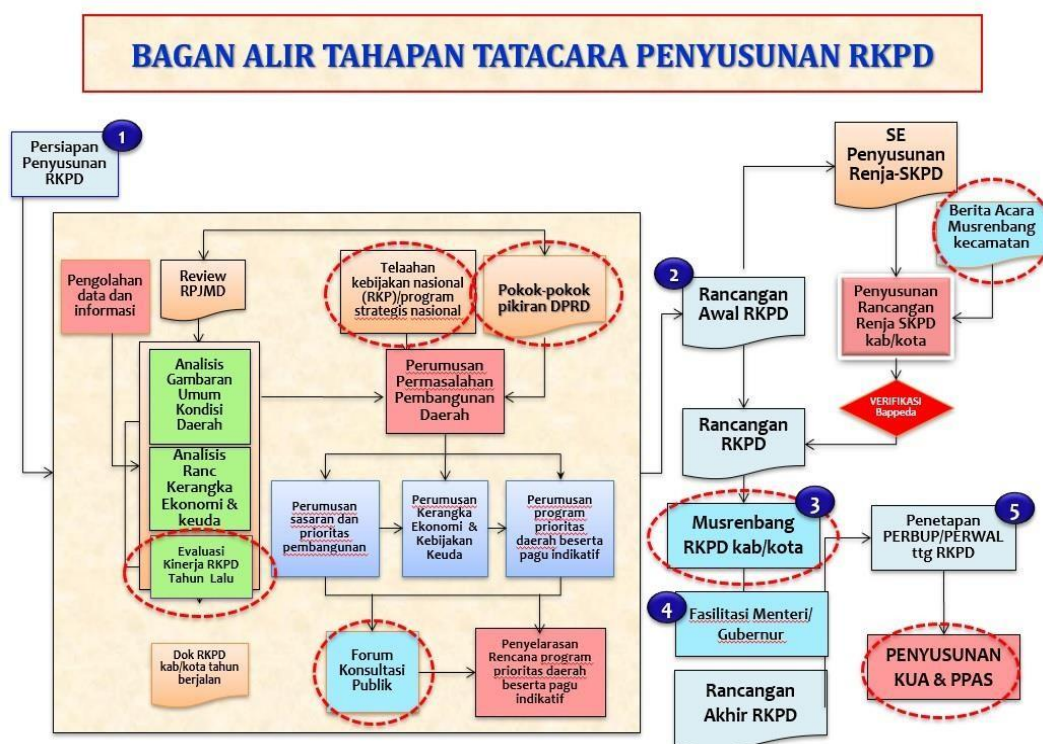 BAGAN ALIR TAHAPAN TATACARA PENYUSUNAN RKPD
1
Persiapan
Penyusunan
RKPD
Pengolahan
data dan
informasi
Review
RPJMD
Telaahan
kebijakan nasional
(RKP)/program
strategis nasional
Pokok-pokok
pikiran DPRD
Analisis
Gambaran
Umum
Kondisi
Daerah
Analisis
Ranc
Kerangka
Ekonomi &
keuda
Evaluasi
Kinerja RKPD
Tahun Lalu
Dok RKPD
kab/kota tahun
berjalan
Perumusan
Permasalahan
Pembangunan
Daerah
Perumusan
sasaran dan
prioritas
pembangunan
Perumusan
Kerangka
Ekonomi &
Kebijakan
Keuda
Perumusan
program
prioritas
daerah beserta
pagu indikatif
Forum
Konsultasi
Publik
Penyelarasan
Rencana program
prioritas daerah
beserta pagu
indikatif
2
Rancangan
Awal RKPD
SE
Penyusunan
Renja-SKPD
Berita Acara
Musrenbang
kecamatan
Penyusunan
Rancangan
Renja SKPD
kab/kota
VERIFIKASI
Bappeda
Rancangan
RKPD
3
Musrenbang
RKPD kab/kota
4
Fasilitasi Menteri/
Gubernur
Rancangan
Akhir RKPD
5
Penetapan
PERBUP/PERWAL
ttg RKPD
PENYUSUNAN
KUA & PPAS